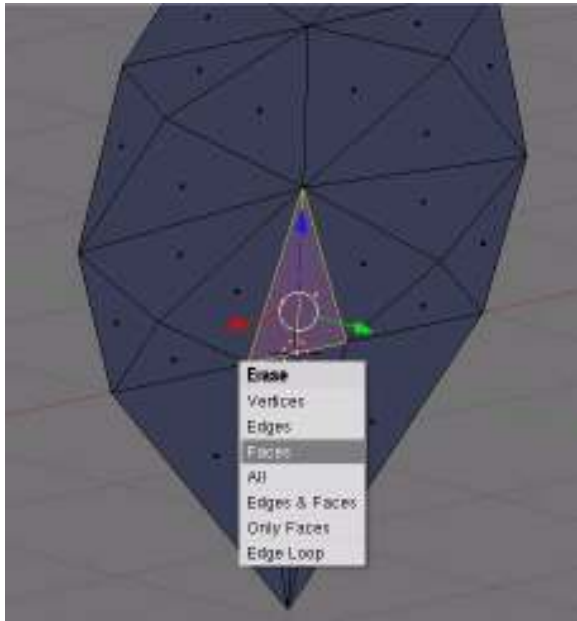 Erase
Vertices
Edges
Faces
All
Edges & Faces
Only Faces
Edge Loop